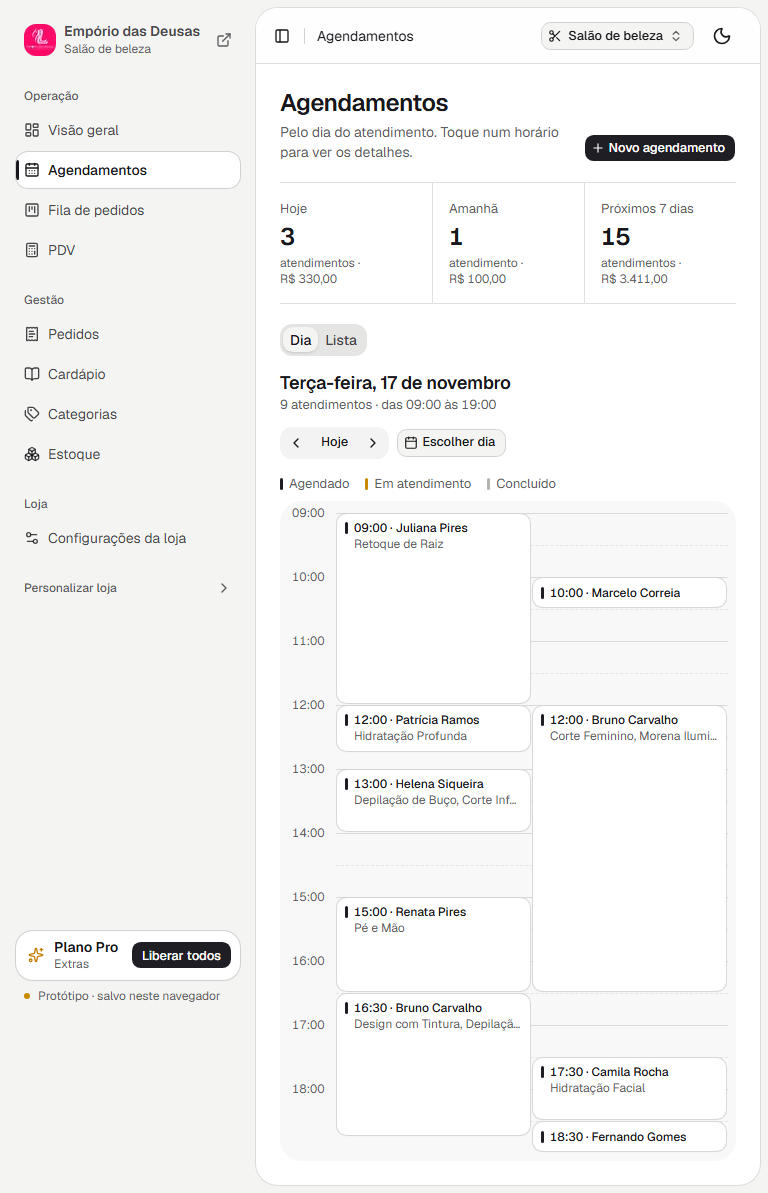 Empório das Deusas
Salão de beleza
Operação
Visão geral
Agendamentos
Fila de pedidos
PDV
Gestão
Pedidos
Cardápio
Categorias
Estoque
Loja
Configurações da loja
Personalizar loja
Plano Pro
Extras
Liberar todos
Protótipo · salvo neste navegador
Agendamentos
Salão de beleza
Agendamentos
Pelo dia do atendimento. Toque num horário
para ver os detalhes.
Novo agendamento
Hoje
3
atendimentos ·
R$ 330,00
Amanhã
1
atendimento ·
R$ 100,00
Próximos 7 dias
15
atendimentos ·
R$ 3.411,00
Dia
Lista
Terça-feira, 17 de novembro
9 atendimentos · das 09:00 às 19:00
Hoje
Escolher dia
Agendado
Em atendimento
Concluído
09:00
09:00 · Juliana Pires
Retoque de Raiz
10:00
10:00 · Marcelo Correia
11:00
12:00
12:00 · Patrícia Ramos
Hidratação Profunda
12:00 · Bruno Carvalho
Corte Feminino, Morena Ilumi...
13:00
13:00 · Helena Siqueira
Depilação de Buço, Corte Inf...
14:00
15:00
15:00 · Renata Pires
Pé e Mão
16:00
16:30 · Bruno Carvalho
Design com Tintura, Depilaçã...
17:00
17:30 · Camila Rocha
Hidratação Facial
18:00
18:30 · Fernando Gomes